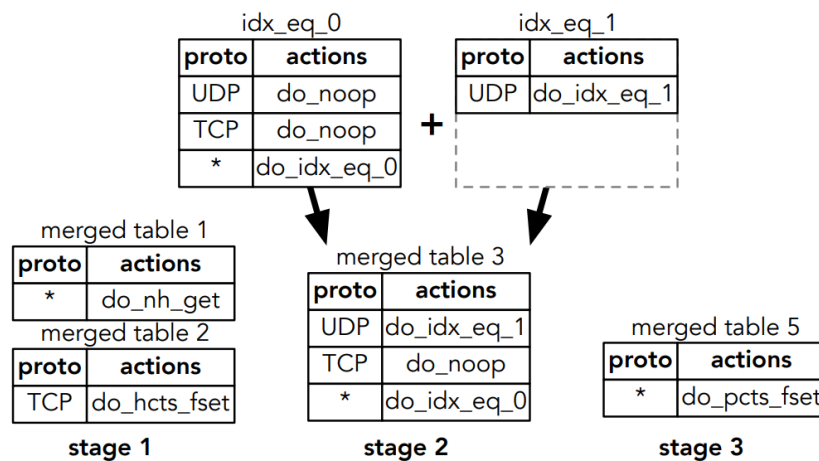 idx_eq_0
proto actions
UDP do_noop
TCP do_noop
* do_idx_eq_0
+
idx_eq_1
proto actions
UDP do_idx_eq_1
merged table 1
proto actions
* do_nh_get
merged table 2
proto actions
TCP do_hcts_fset
stage 1
merged table 3
proto actions
UDP do_idx_eq_1
TCP do_noop
* do_idx_eq_0
stage 2
merged table 5
proto actions
* do_pcts_fset
stage 3